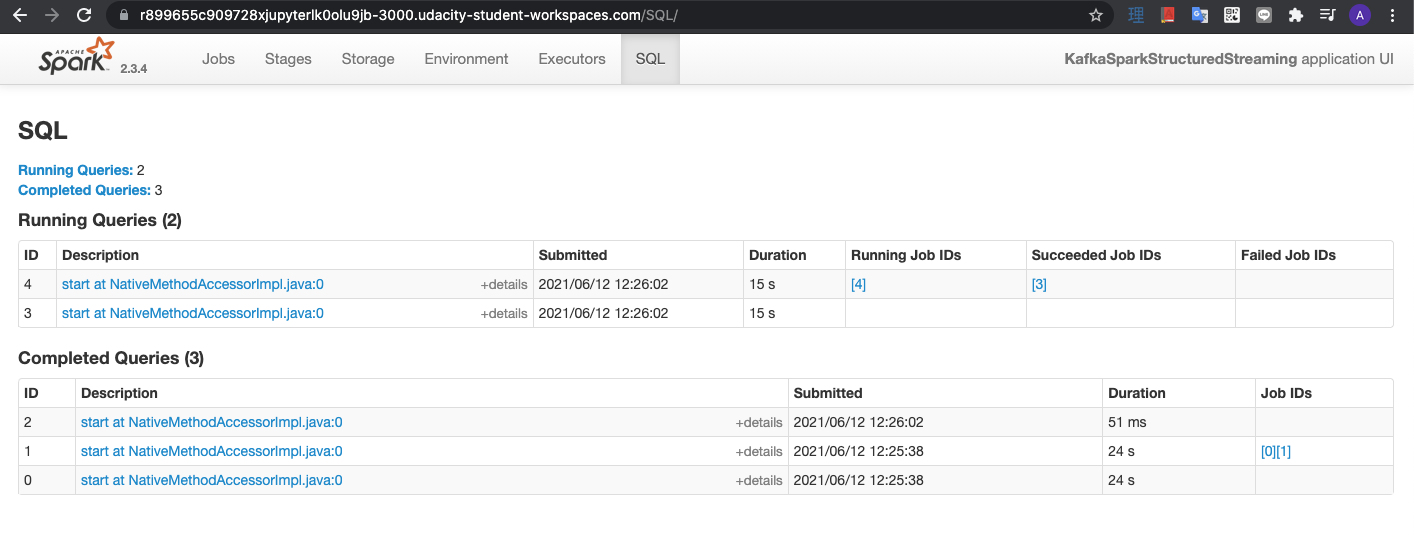 r899655c909728xjupyterlk0olu9jb-3000.udacity-student-workspaces.com/SQL/
理 A
APACHE Spark 2.3.4 Jobs Stages Storage Environment Executors SQL KafkaSparkStructuredStreaming application UI
SQL
Running Queries: 2
Completed Queries: 3
Running Queries (2)
ID Description Submitted Duration Running Job IDs Succeeded Job IDs Failed Job IDs
4 start at NativeMethodAccessorImpl.java:0 +details 2021/06/12 12:26:02 15 s [4] [3]
3 start at NativeMethodAccessorImpl.java:0 +details 2021/06/12 12:26:02 15 s
Completed Queries (3)
ID Description Submitted Duration Job IDs
2 start at NativeMethodAccessorImpl.java:0 +details 2021/06/12 12:26:02 51 ms
1 start at NativeMethodAccessorImpl.java:0 +details 2021/06/12 12:25:38 24 s [0][1]
0 start at NativeMethodAccessorImpl.java:0 +details 2021/06/12 12:25:38 24 s